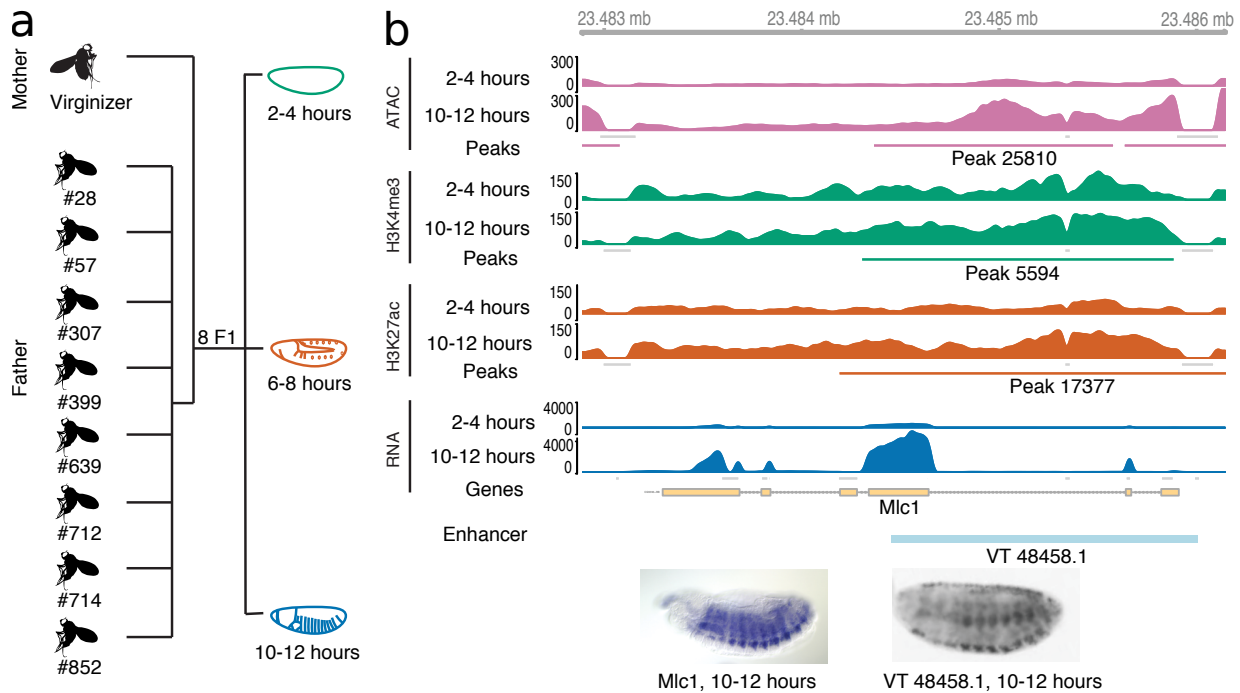 a
Mother
Virginizer
Father
#28
#57
#307
#399
#639
#712
#714
#852
8 F1
2-4 hours
6-8 hours
10-12 hours
b
23.483 mb 23.484 mb 23.485 mb 23.486 mb
ATAC
2-4 hours
300
0
10-12 hours
300
0
Peaks
Peak 25810
H3K4me3
2-4 hours
150
0
10-12 hours
150
0
Peaks
Peak 5594
H3K27ac
2-4 hours
150
0
10-12 hours
150
0
Peaks
Peak 17377
RNA
2-4 hours
4000
0
10-12 hours
4000
0
Genes
Mlc1
Enhancer
VT 48458.1
Mlc1, 10-12 hours
VT 48458.1, 10-12 hours